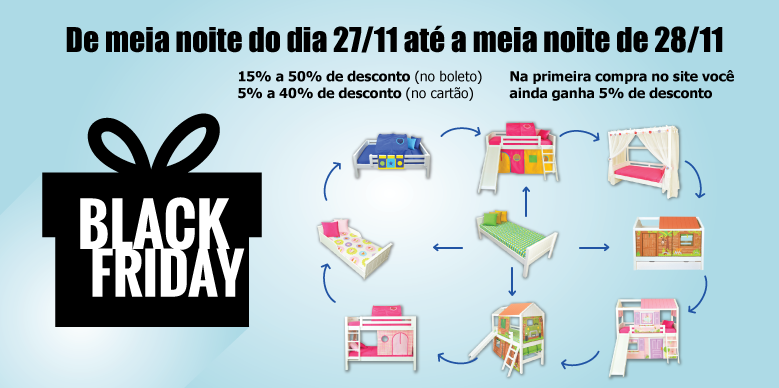 De meia noite do dia 27/11 até a meia noite de 28/11
15% a 50% de desconto (no boleto)
5% a 40% de desconto (no cartão)
Na primeira compra no site você
ainda ganha 5% de desconto
BLACK
FRIDAY